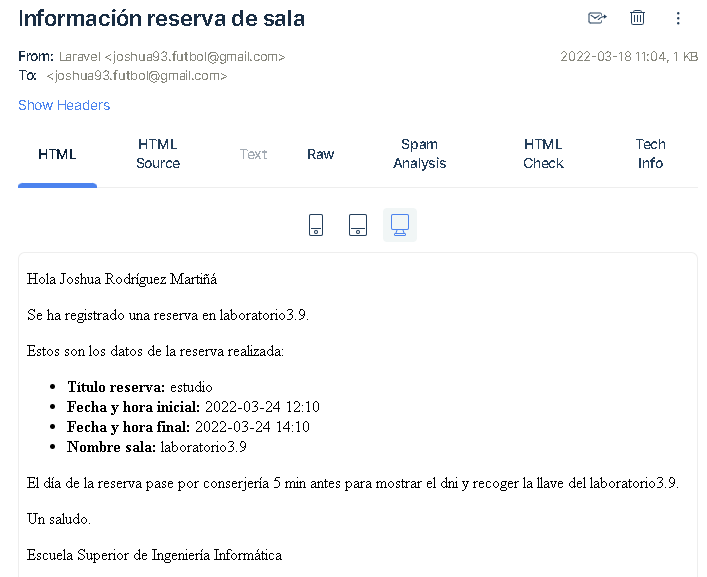 Información reserva de sala
From: Laravel <joshua93.futbol@gmail.com>
2022-03-18 11:04, 1 KB
To: <joshua93.futbol@gmail.com>
Show Headers
HTML
HTML
Source
Text
Raw
Spam
Analysis
HTML
Check
Tech
Info
Hola Joshua Rodríguez Martiñá
Se ha registrado una reserva en laboratorio3.9.
Estos son los datos de la reserva realizada:
• Título reserva: estudio
• Fecha y hora inicial: 2022-03-24 12:10
• Fecha y hora final: 2022-03-24 14:10
• Nombre sala: laboratorio3.9
El día de la reserva pase por conserjería 5 min antes para mostrar el dni y recoger la llave del laboratorio3.9.
Un saludo.
Escuela Superior de Ingeniería Informática